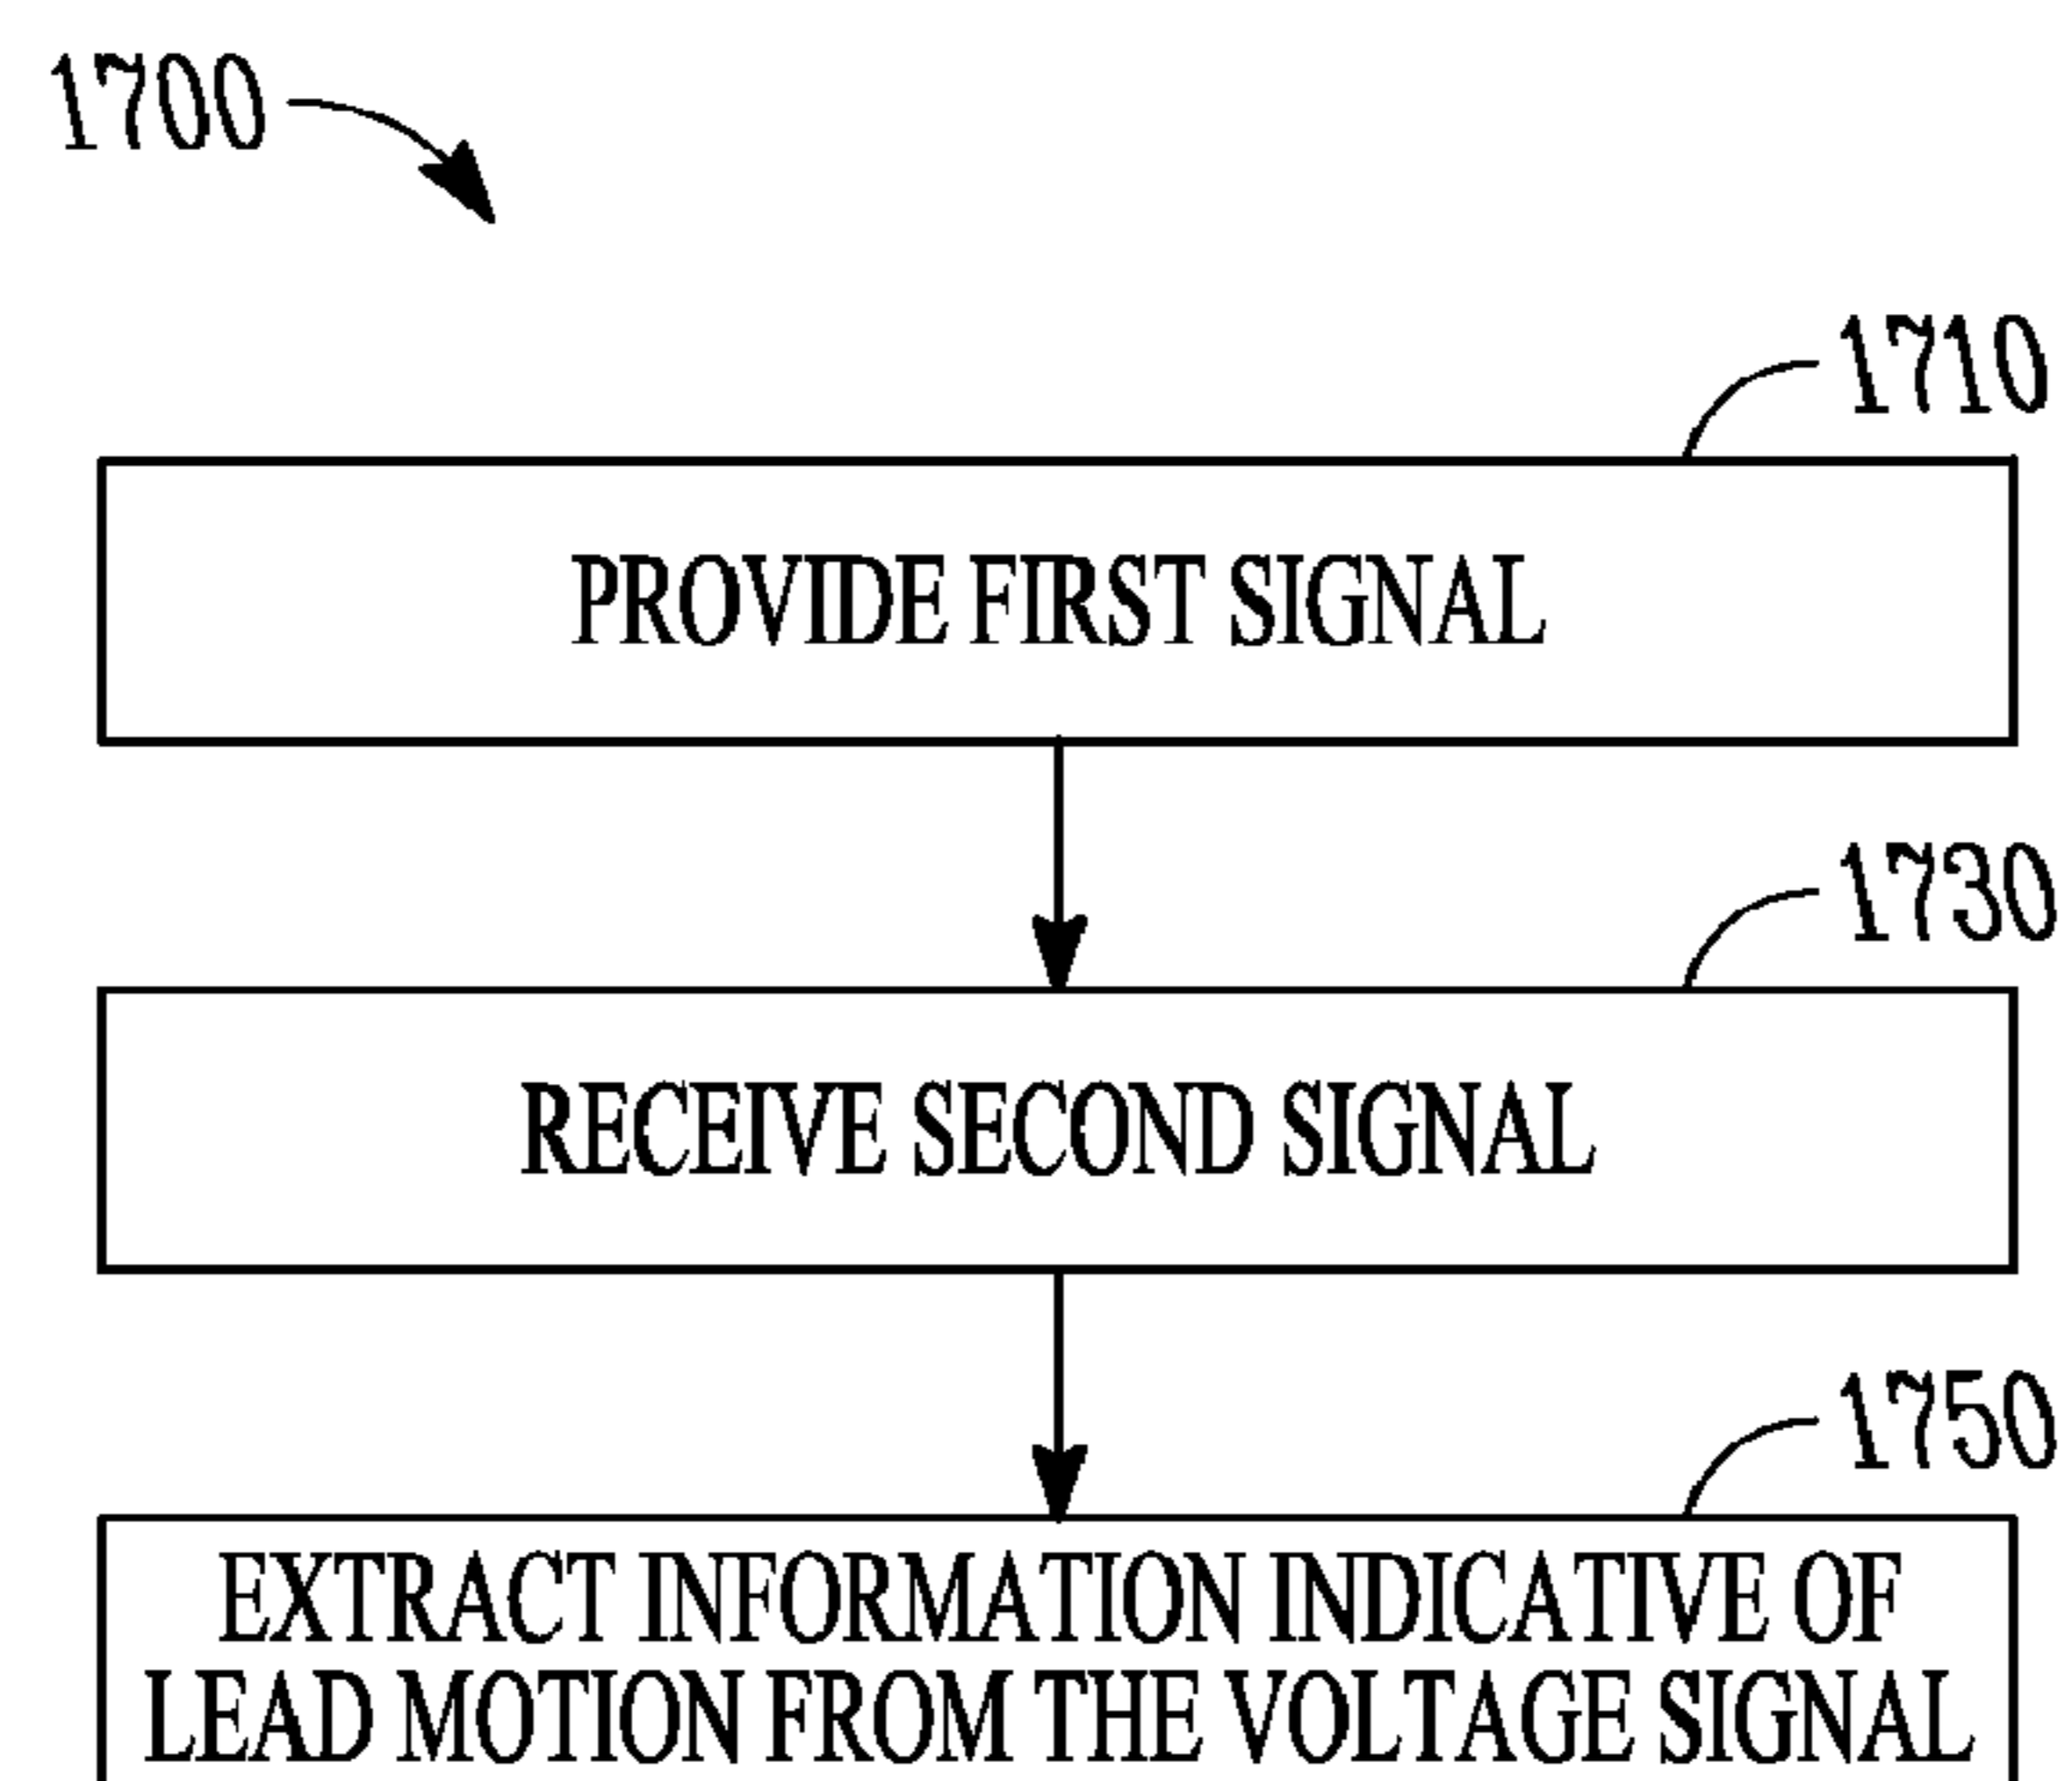 1700
1710
PROVIDE FIRST SIGNAL
1730
RECEIVE SECOND SIGNAL
1750
EXTRACT INFORMATION INDICATIVE OF
LEAD MOTION FROM THE VOLTAGE SIGNAL